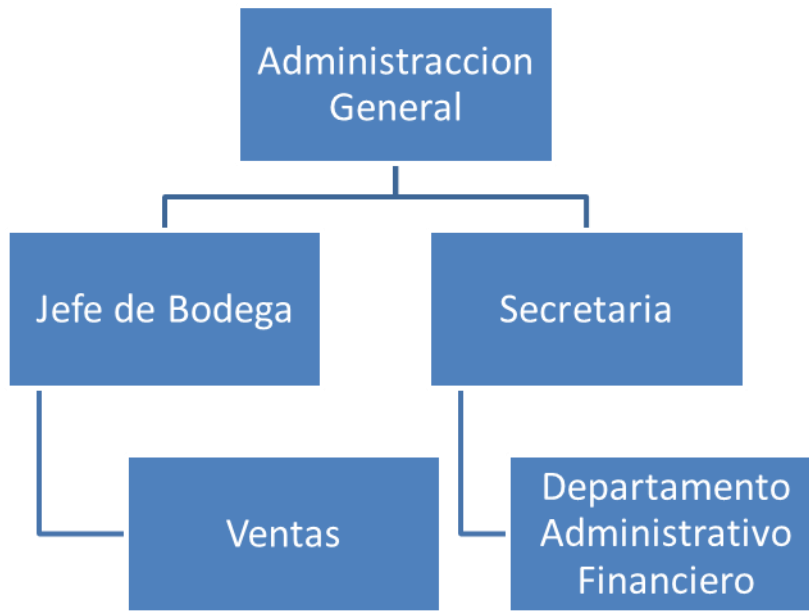 Administraccion
General
Jefe de Bodega
Secretaria
Ventas
Departamento
Administrativo
Financiero